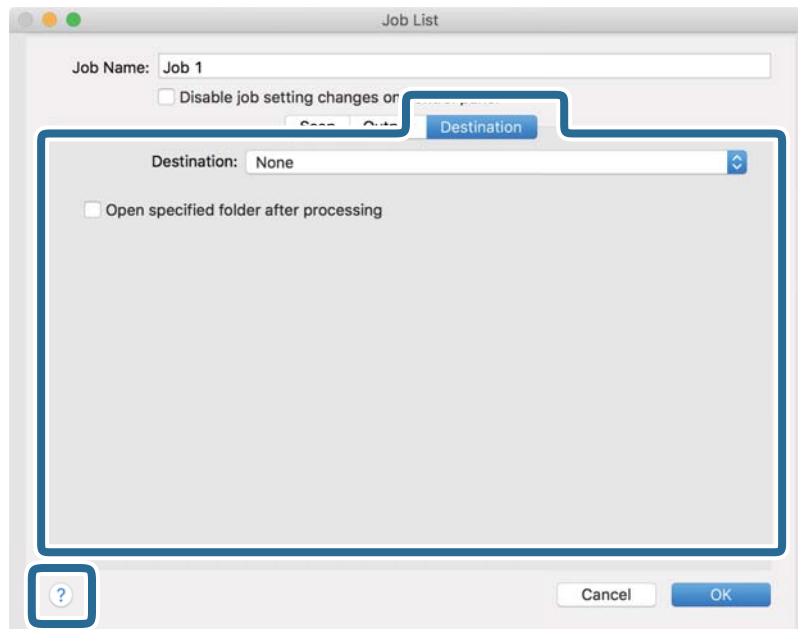 Job List
Job Name: Job 1
Disable job setting changes on
Destination
Destination: None
Open specified folder after processing
? Cancel OK